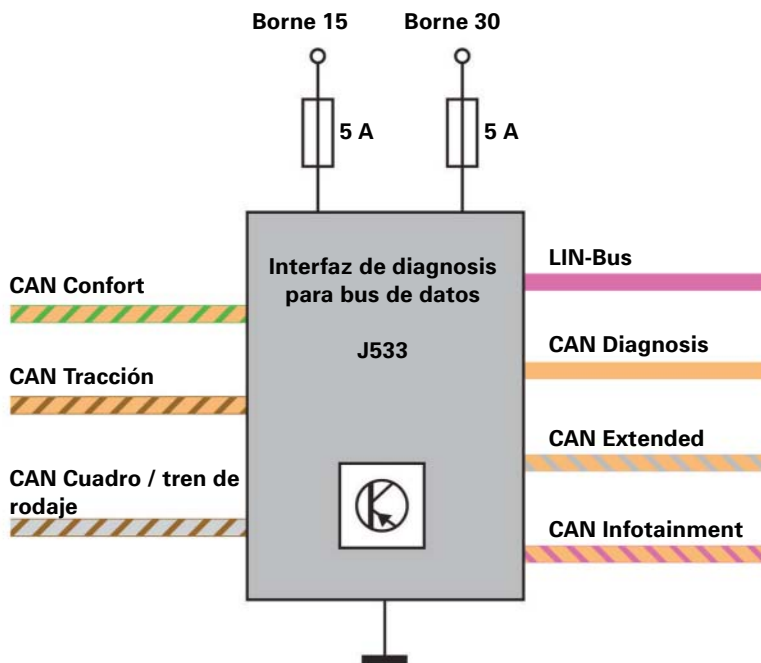 Borne 15
Borne 30
5 A
5 A
Interfaz de diagnosis
para bus de datos
J533
CAN Confort
CAN Tracción
CAN Cuadro / tren de
rodaje
LIN-Bus
CAN Diagnosis
CAN Extended
CAN Infotainment